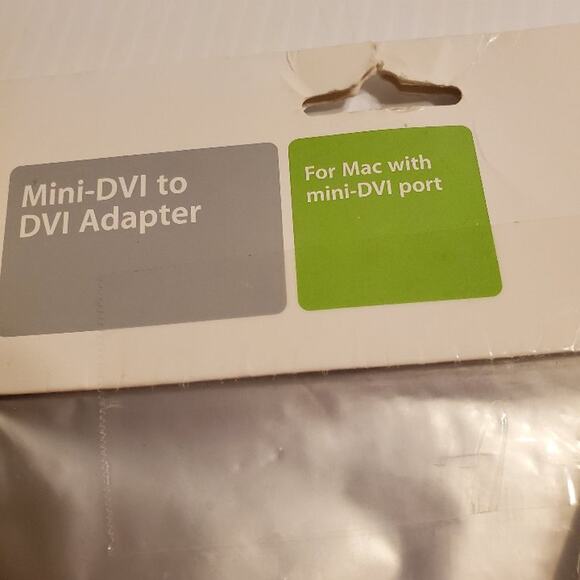 Mini-DVI to
DVI Adapter
For Mac with
mini-DVI port